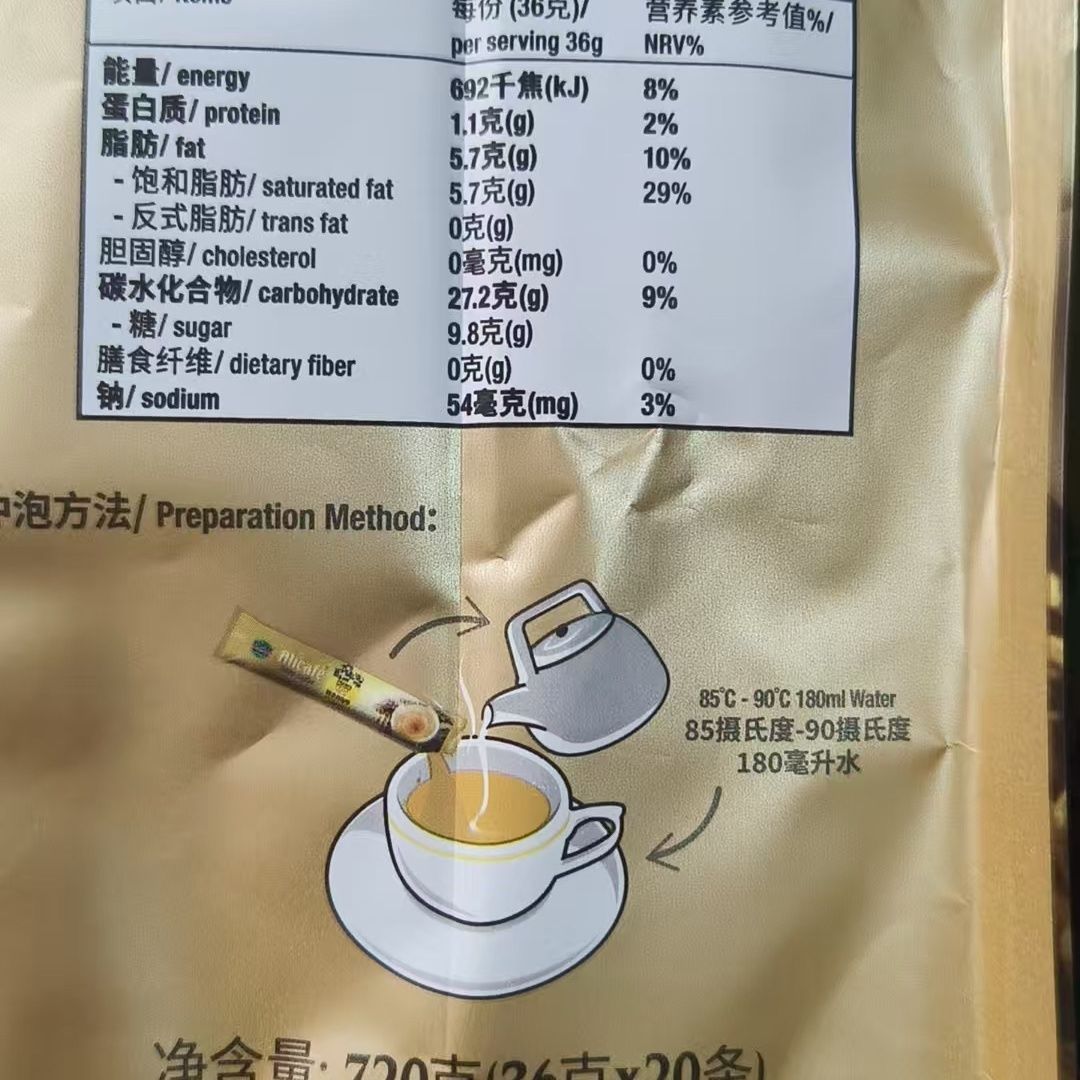 每份 (36克)/ 营养素参考值%/
per serving 36g NRV%
能量/ energy 692千焦(kJ) 8%
蛋白质/ protein 1.1克(g) 2%
脂肪/ fat 5.7克(g) 10%
- 饱和脂肪/ saturated fat 5.7克(g) 29%
- 反式脂肪/ trans fat 0克(g)
胆固醇/ cholesterol 0毫克(mg) 0%
碳水化合物/ carbohydrate 27.2克(g) 9%
- 糖/ sugar 9.8克(g)
膳食纤维/ dietary fiber 0克(g) 0%
钠/ sodium 54毫克(mg) 3%
泡方法/ Preparation Method:
Alicafé
85℃ - 90℃ 180ml Water
85摄氏度-90摄氏度
180毫升水
净含量: 720克(36克x20条)